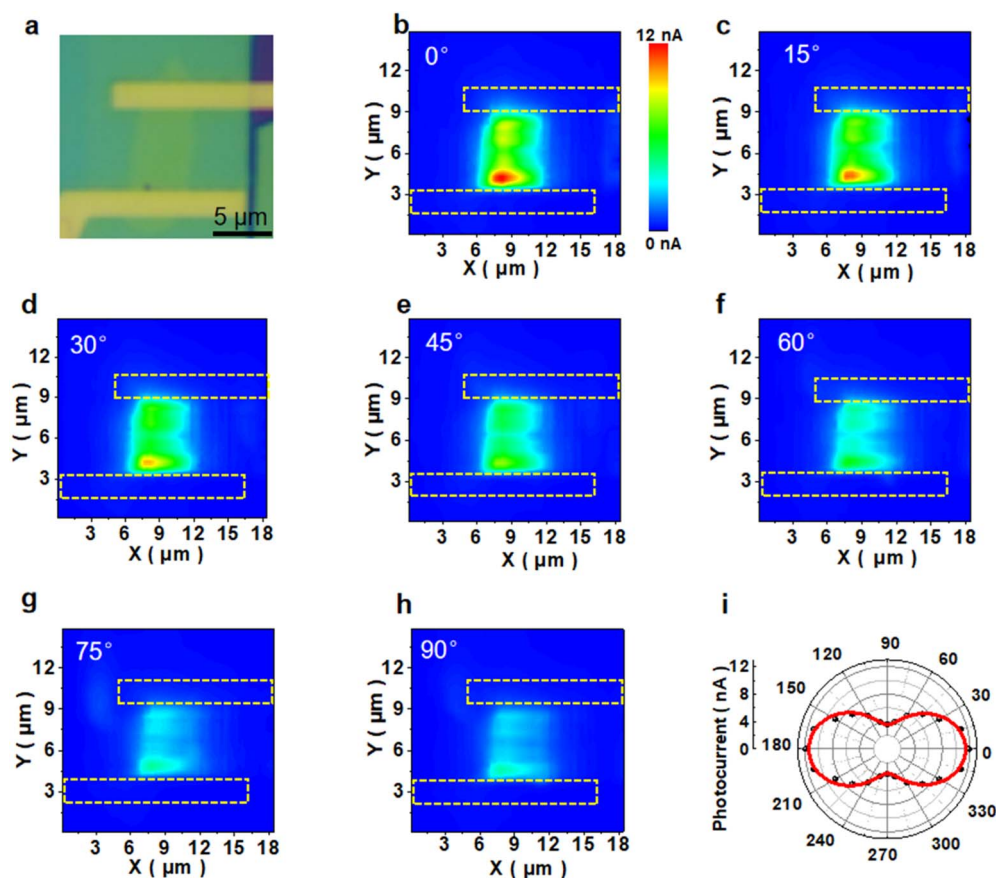 a
5 µm
b
0°
12 nA
0 nA
Y ( µm )
12
9
6
3
3 6 9 12 15 18
X ( µm )
c
15°
Y ( µm )
12
9
6
3
3 6 9 12 15 18
X ( µm )
d
30°
Y ( µm )
12
9
6
3
3 6 9 12 15 18
X ( µm )
e
45°
Y ( µm )
12
9
6
3
3 6 9 12 15 18
X ( µm )
f
60°
Y ( µm )
12
9
6
3
3 6 9 12 15 18
X ( µm )
g
75°
Y ( µm )
12
9
6
3
3 6 9 12 15 18
X ( µm )
h
90°
Y ( µm )
12
9
6
3
3 6 9 12 15 18
X ( µm )
i
Photocurrent ( nA )
12
8
4
0
90
120 60
150 30
180 0
210 330
240 300
270